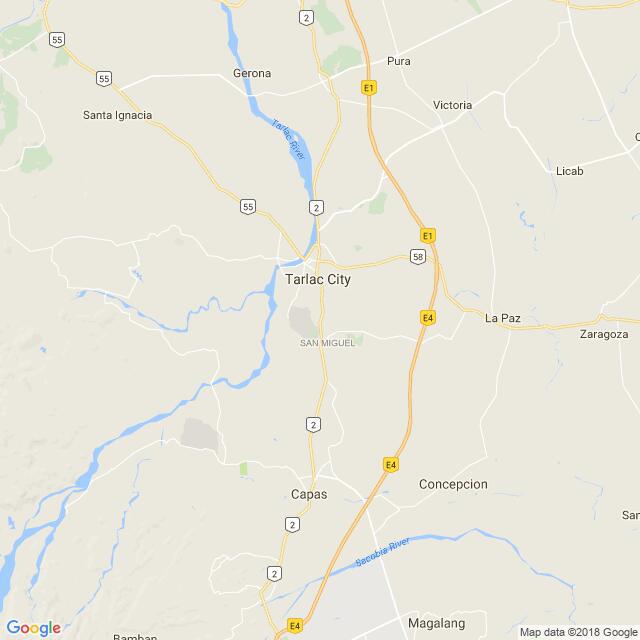 55
Pura
Gerona
55
E1
Victoria
Santa Ignacia
Tarlac River
Licab
55
2
E1
58
Tarlac City
E4
La Paz
Zaragoza
SAN MIGUEL
2
E4
Concepcion
Capas
2
Sacobia River
2
E4
Magalang
Bamban
Google
Map data ©2018 Google